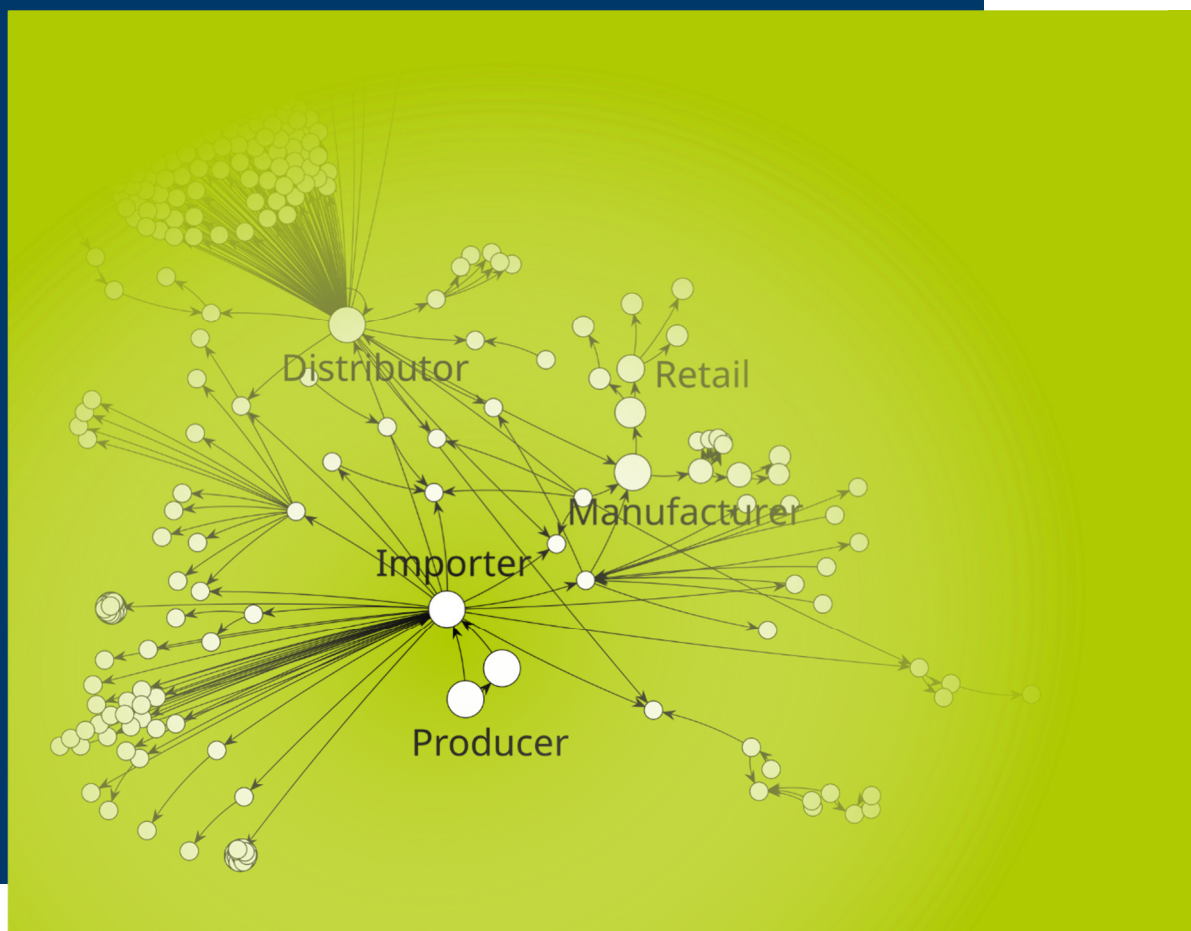 Distributor
Retail
Manufacturer
Importer
Producer